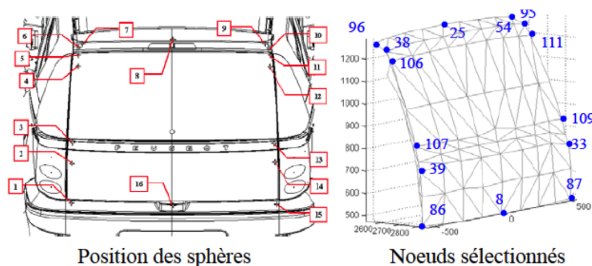 7 9
6 10
5 11
4 8 12
3 13
PEUGEOT
2 14
1 16 15
Position des sphères
96 38 25 54 95
106 111
1200
1100
1000
900 109
800 107 33
700 39
600 87
500 86 8
2600 2700 2800 -500 0 500
Noeuds sélectionnés